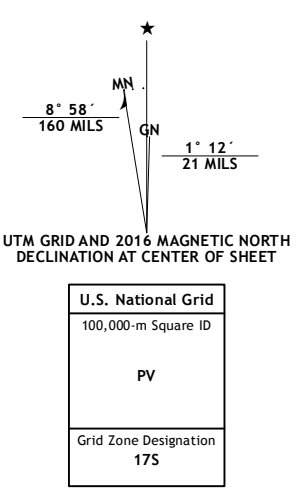 ★
MN
8° 58´
160 MILS
GN
1° 12´
21 MILS
UTM GRID AND 2016 MAGNETIC NORTH
DECLINATION AT CENTER OF SHEET
U.S. National Grid
100,000-m Square ID
PV
Grid Zone Designation
17S